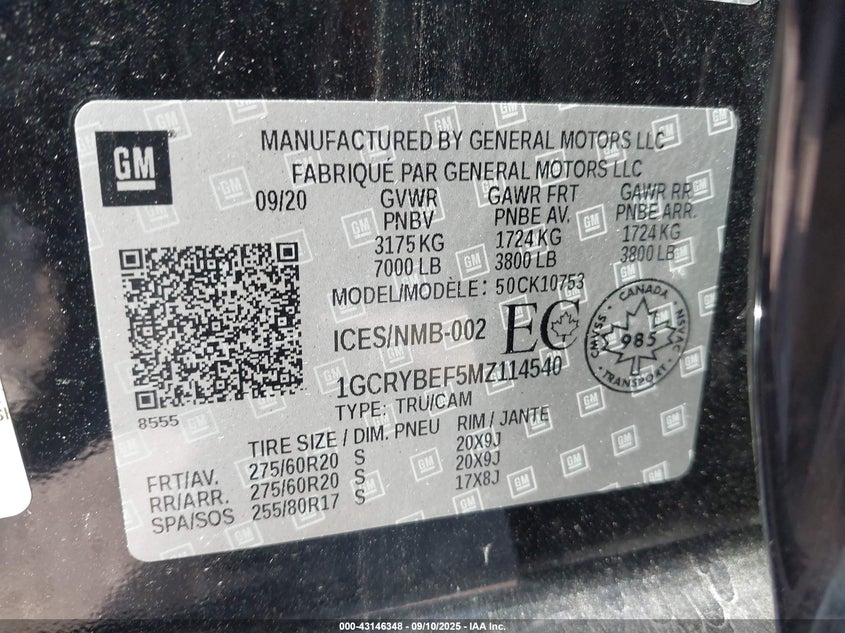 GM
MANUFACTURED BY GENERAL MOTORS LLC
FABRIQUÉ PAR GENERAL MOTORS LLC
09/20 GVWR GAWR FRT GAWR RR
PNBV PNBE AV. PNBE ARR.
3175 KG 1724 KG 1724 KG
7000 LB 3800 LB 3800 LB
MODEL/MODÈLE: 50CK10753
ICES/NMB-002 EC
CANADA
CMVSS 985 NSVAC
TRANSPORT
1GCRYBEF5MZ114540
8555 TYPE: TRU/CAM
TIRE SIZE / DIM. PNEU RIM / JANTE
FRT/AV. 275/60R20 S 20X9J
RR/ARR. 275/60R20 S 20X9J
SPA/SOS 255/80R17 S 17X8J
000-43146348 - 09/10/2025 - IAA Inc.